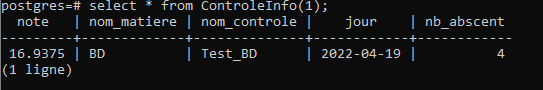 postgres=# select * from ControleInfo(1);
  note   | nom_matiere | nom_controle |    jour    | nb_abscent
---------+-------------+--------------+------------+------------
 16.9375 | BD          | Test_BD      | 2022-04-19 |          4
(1 ligne)